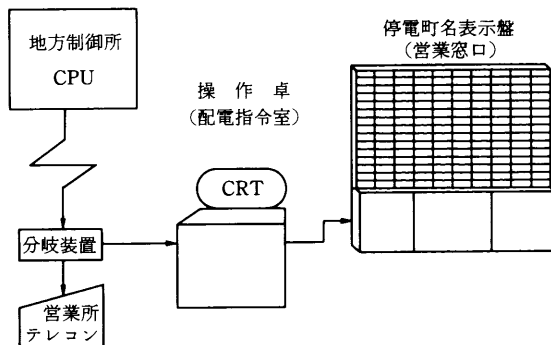 地方制御所
CPU
操作卓
(配電指令室)
停電町名表示盤
(営業窓口)
CRT
分岐装置
営業所
テレコン